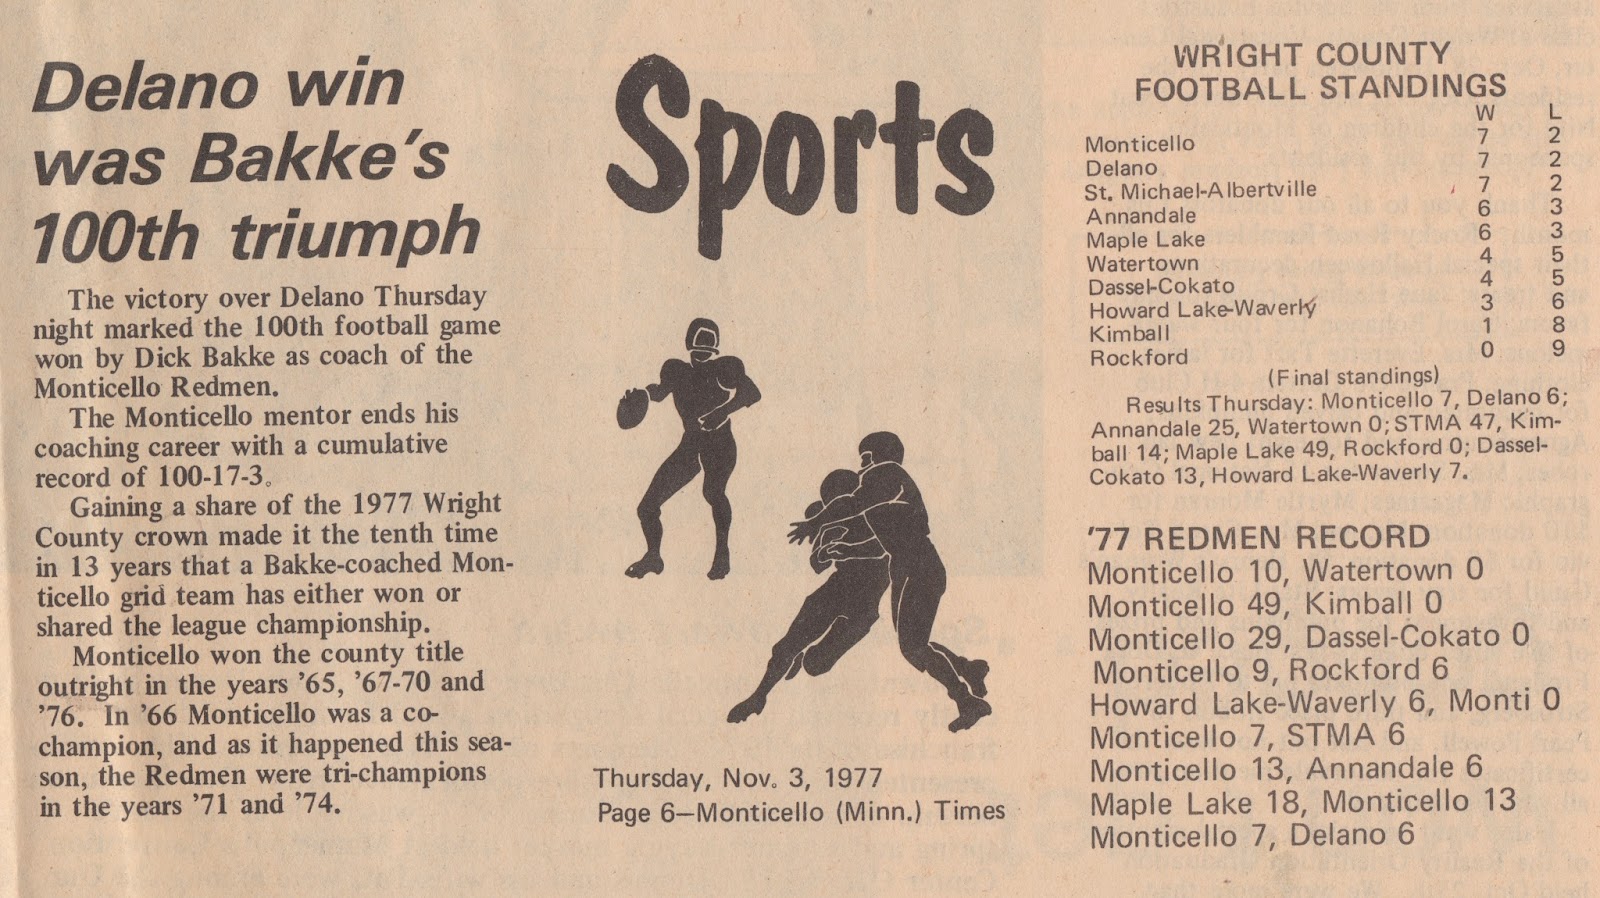 Delano win
was Bakke's
100th triumph
The victory over Delano Thursday
night marked the 100th football game
won by Dick Bakke as coach of the
Monticello Redmen.
The Monticello mentor ends his
coaching career with a cumulative
record of 100-17-3.
Gaining a share of the 1977 Wright
County crown made it the tenth time
in 13 years that a Bakke-coached Mon-
ticello grid team has either won or
shared the league championship.
Monticello won the county title
outright in the years '65, '67-70 and
'76. In '66 Monticello was a co-
champion, and as it happened this sea-
son, the Redmen were tri-champions
in the years '71 and '74.
Sports
Thursday, Nov. 3, 1977
Page 6—Monticello (Minn.) Times
WRIGHT COUNTY
FOOTBALL STANDINGS
W L
Monticello 7 2
Delano 7 2
St. Michael-Albertville 7 2
Annandale 6 3
Maple Lake 6 3
Watertown 4 5
Dassel-Cokato 4 5
Howard Lake-Waverly 3 6
Kimball 1 8
Rockford 0 9
(Final standings)
Results Thursday: Monticello 7, Delano 6;
Annandale 25, Watertown 0; STMA 47, Kim-
ball 14; Maple Lake 49, Rockford 0; Dassel-
Cokato 13, Howard Lake-Waverly 7.
'77 REDMEN RECORD
Monticello 10, Watertown 0
Monticello 49, Kimball 0
Monticello 29, Dassel-Cokato 0
Monticello 9, Rockford 6
Howard Lake-Waverly 6, Monti 0
Monticello 7, STMA 6
Monticello 13, Annandale 6
Maple Lake 18, Monticello 13
Monticello 7, Delano 6